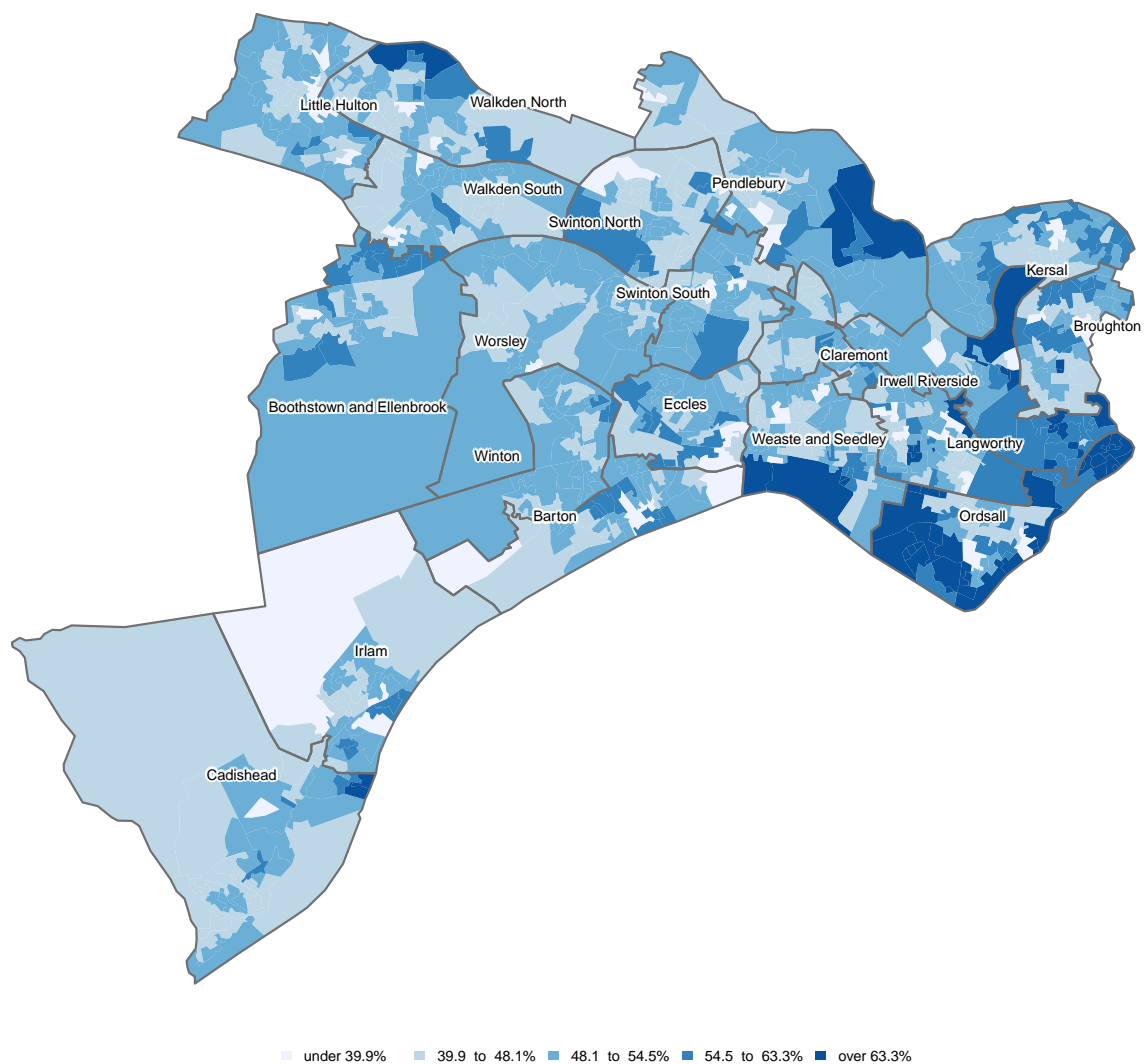 Little Hulton
Walkden North
Pendlebury
Walkden South
Swinton North
Kersal
Swinton South
Broughton
Worsley
Claremont
Irwell Riverside
Boothstown and Ellenbrook
Eccles
Weaste and Seedley
Langworthy
Winton
Barton
Ordsall
Irlam
Cadishead
under 39.9% 39.9 to 48.1% 48.1 to 54.5% 54.5 to 63.3% over 63.3%